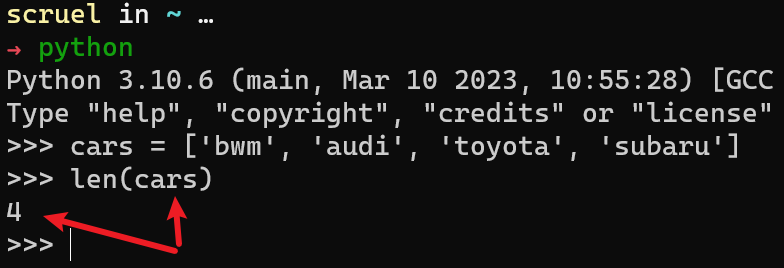 scruel in ~ …
→ python
Python 3.10.6 (main, Mar 10 2023, 10:55:28) [GCC
Type "help", "copyright", "credits" or "license"
>>> cars = ['bwm', 'audi', 'toyota', 'subaru']
>>> len(cars)
4
>>>